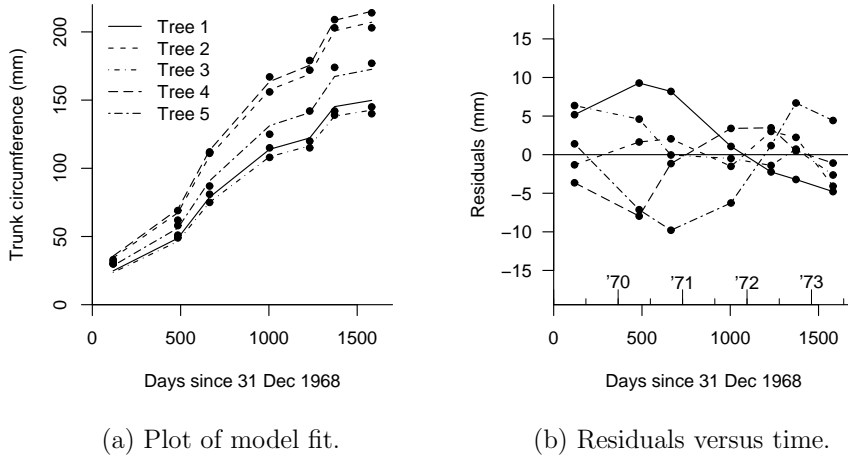 Trunk circumference (mm)
200
150
100
50
0
Tree 1
Tree 2
Tree 3
Tree 4
Tree 5
0 500 1000 1500
Days since 31 Dec 1968
(a) Plot of model fit.
Residuals (mm)
15
10
5
0
−5
−10
−15
'70 '71 '72 '73
0 500 1000 1500
Days since 31 Dec 1968
(b) Residuals versus time.